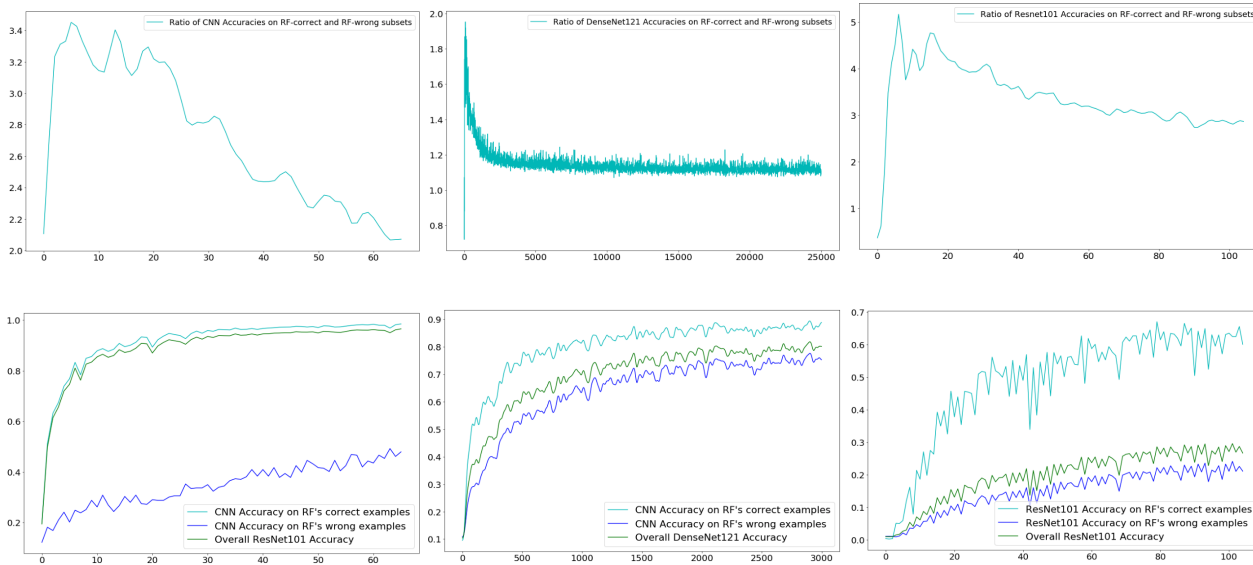 Ratio of CNN Accuracies on RF-correct and RF-wrong subsets
3.4
3.2
3.0
2.8
2.6
2.4
2.2
2.0
0 10 20 30 40 50 60
Ratio of DenseNet121 Accuracies on RF-correct and RF-wrong subsets
2.0
1.8
1.6
1.4
1.2
1.0
0.8
0 5000 10000 15000 20000 25000
Ratio of Resnet101 Accuracies on RF-correct and RF-wrong subsets
5
4
3
2
1
0 20 40 60 80 100
1.0
0.8
0.6
0.4
0.2
CNN Accuracy on RF's correct examples
CNN Accuracy on RF's wrong examples
Overall ResNet101 Accuracy
0 10 20 30 40 50 60
0.9
0.8
0.7
0.6
0.5
0.4
0.3
0.2
0.1
CNN Accuracy on RF's correct examples
CNN Accuracy on RF's wrong examples
Overall DenseNet121 Accuracy
0 500 1000 1500 2000 2500 3000
0.7
0.6
0.5
0.4
0.3
0.2
0.1
0.0
ResNet101 Accuracy on RF's correct examples
ResNet101 Accuracy on RF's wrong examples
Overall ResNet101 Accuracy
0 20 40 60 80 100